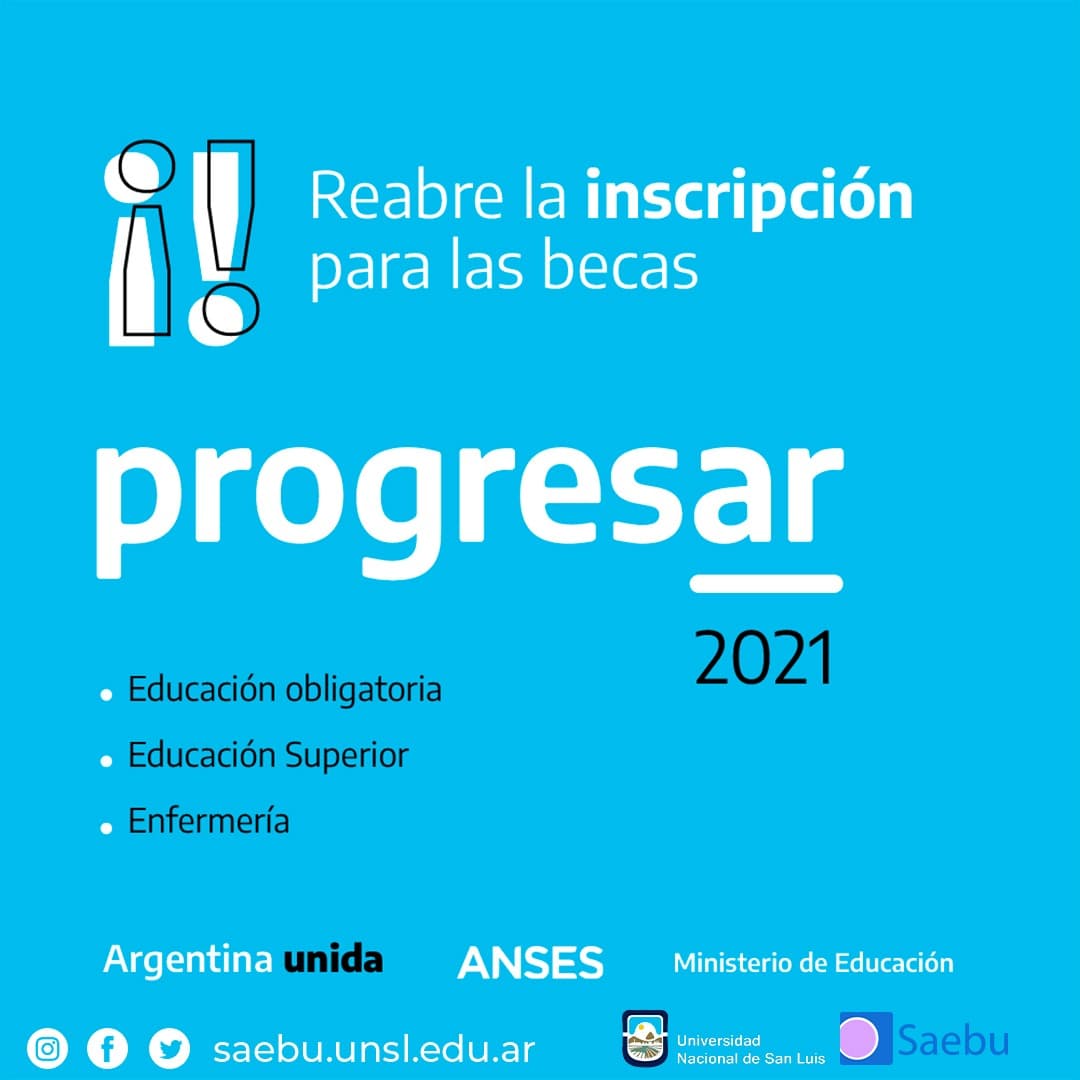 ¡!
Reabre la inscripción
para las becas
progresar
2021
Educación obligatoria
Educación Superior
Enfermería
Argentina unida
ANSES
Ministerio de Educación
saebu.unsl.edu.ar
Universidad
Nacional de San Luis
Saebu